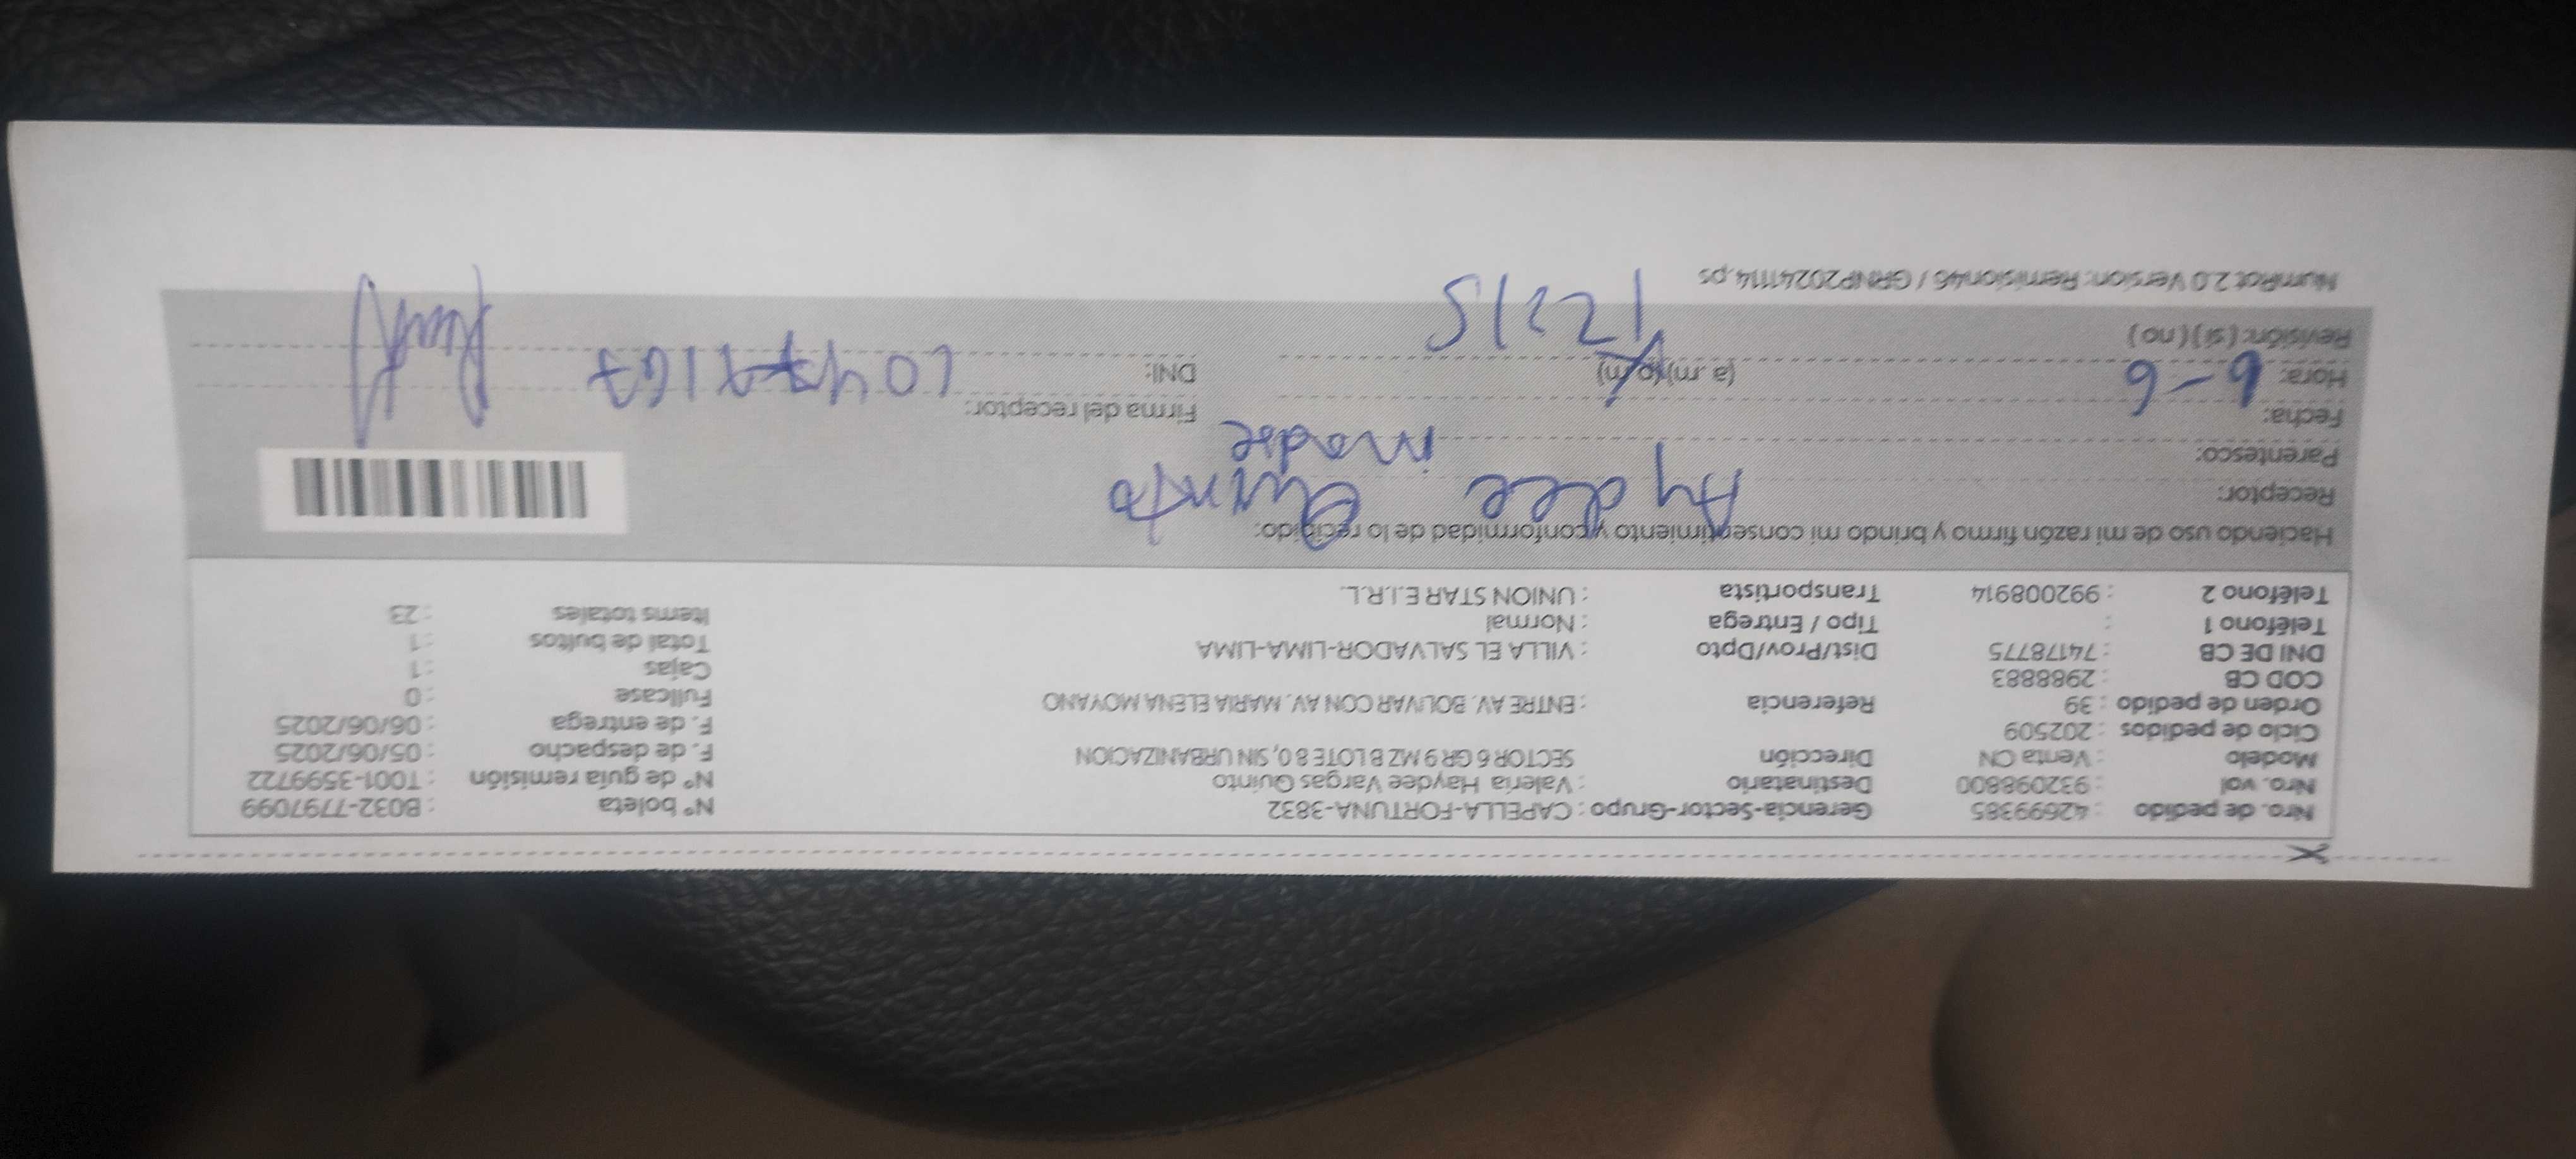 Nro. de pedido : 42699385 Gerencia-Sector-Grupo : CAPELLA-FORTUNA-3832 N° boleta : B032-7797099
Nro. vol : 932098800 Destinatario : Valeria Haydee Vargas Quinto N° de guía remisión : T001-3599722
Modelo : Venta CN Dirección SECTOR 6 GR 9 MZ 8 LOTE 8 0, SIN URBANIZACION F. de despacho : 05/06/2025
Ciclo de pedidos : 202509 F. de entrega : 06/06/2025
Orden de pedido : 39 Referencia : ENTRE AV. BOLIVAR CON AV. MARIA ELENA MOYANO Fullcase : 0
COD CB : 2988883 Cajas : 1
DNI DE CB : 74178775 Dist/Prov/Dpto : VILLA EL SALVADOR-LIMA-LIMA Total de bultos : 1
Teléfono 1 : Tipo / Entrega : Normal Items totales : 23
Teléfono 2 : 992008914 Transportista : UNION STAR E.I.R.L.
Haciendo uso de mi razón firmo y brindo mi consentimiento y conformidad de lo recibido:
Receptor: Aydee Quinto
Parentesco: madre
Fecha: 6-6 Firma del receptor:
Hora: (a.m)(p.m) DNI:
Revisión: (si) (no) 12:15
NumRot 2.0 Version: Remision46 / GRNP20241114.ps